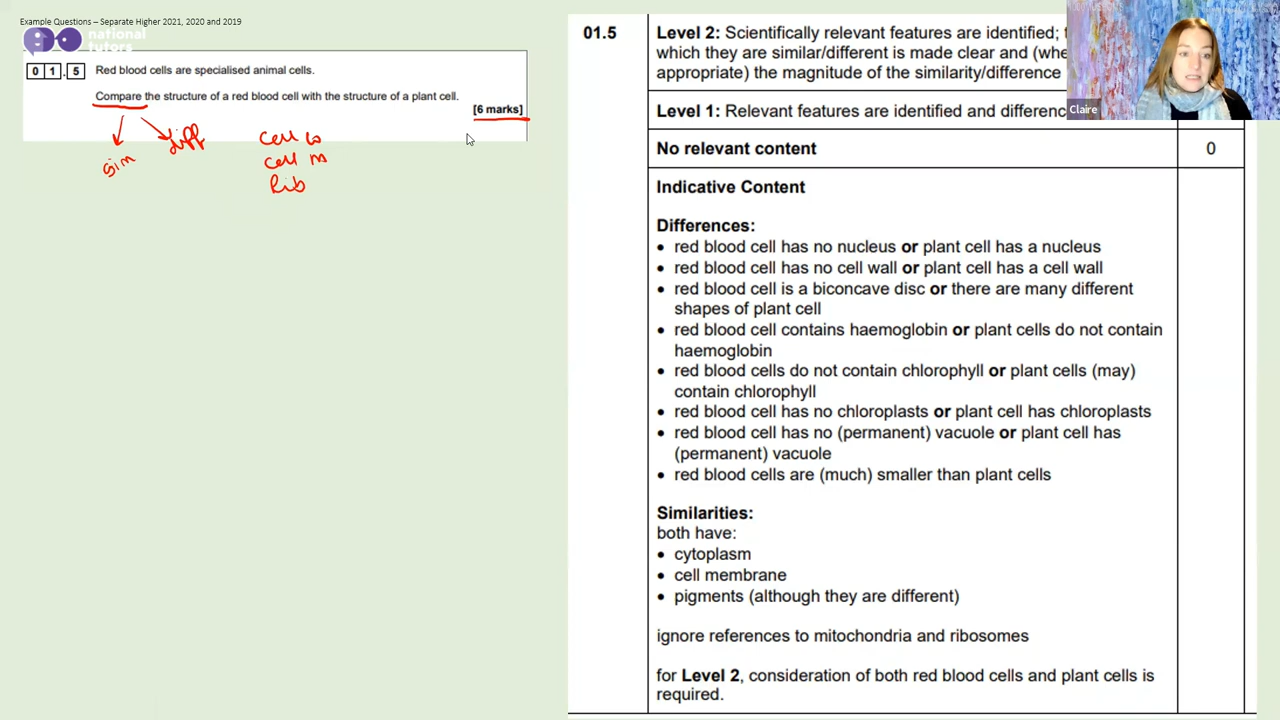 Example Questions – Separate Higher 2021, 2020 and 2019
national
tutors
0 1 . 5 Red blood cells are specialised animal cells.
Compare the structure of a red blood cell with the structure of a plant cell.
[6 marks]
sim
diff
Cell w
Cell m
Rib
01.5
Level 2: Scientifically relevant features are identified;
which they are similar/different is made clear and (whe
appropriate) the magnitude of the similarity/difference
Level 1: Relevant features are identified and differenc
No relevant content 0
Indicative Content
Differences:
• red blood cell has no nucleus or plant cell has a nucleus
• red blood cell has no cell wall or plant cell has a cell wall
• red blood cell is a biconcave disc or there are many different
shapes of plant cell
• red blood cell contains haemoglobin or plant cells do not contain
haemoglobin
• red blood cells do not contain chlorophyll or plant cells (may)
contain chlorophyll
• red blood cell has no chloroplasts or plant cell has chloroplasts
• red blood cell has no (permanent) vacuole or plant cell has
(permanent) vacuole
• red blood cells are (much) smaller than plant cells
Similarities:
both have:
• cytoplasm
• cell membrane
• pigments (although they are different)
ignore references to mitochondria and ribosomes
for Level 2, consideration of both red blood cells and plant cells is
required.
Claire